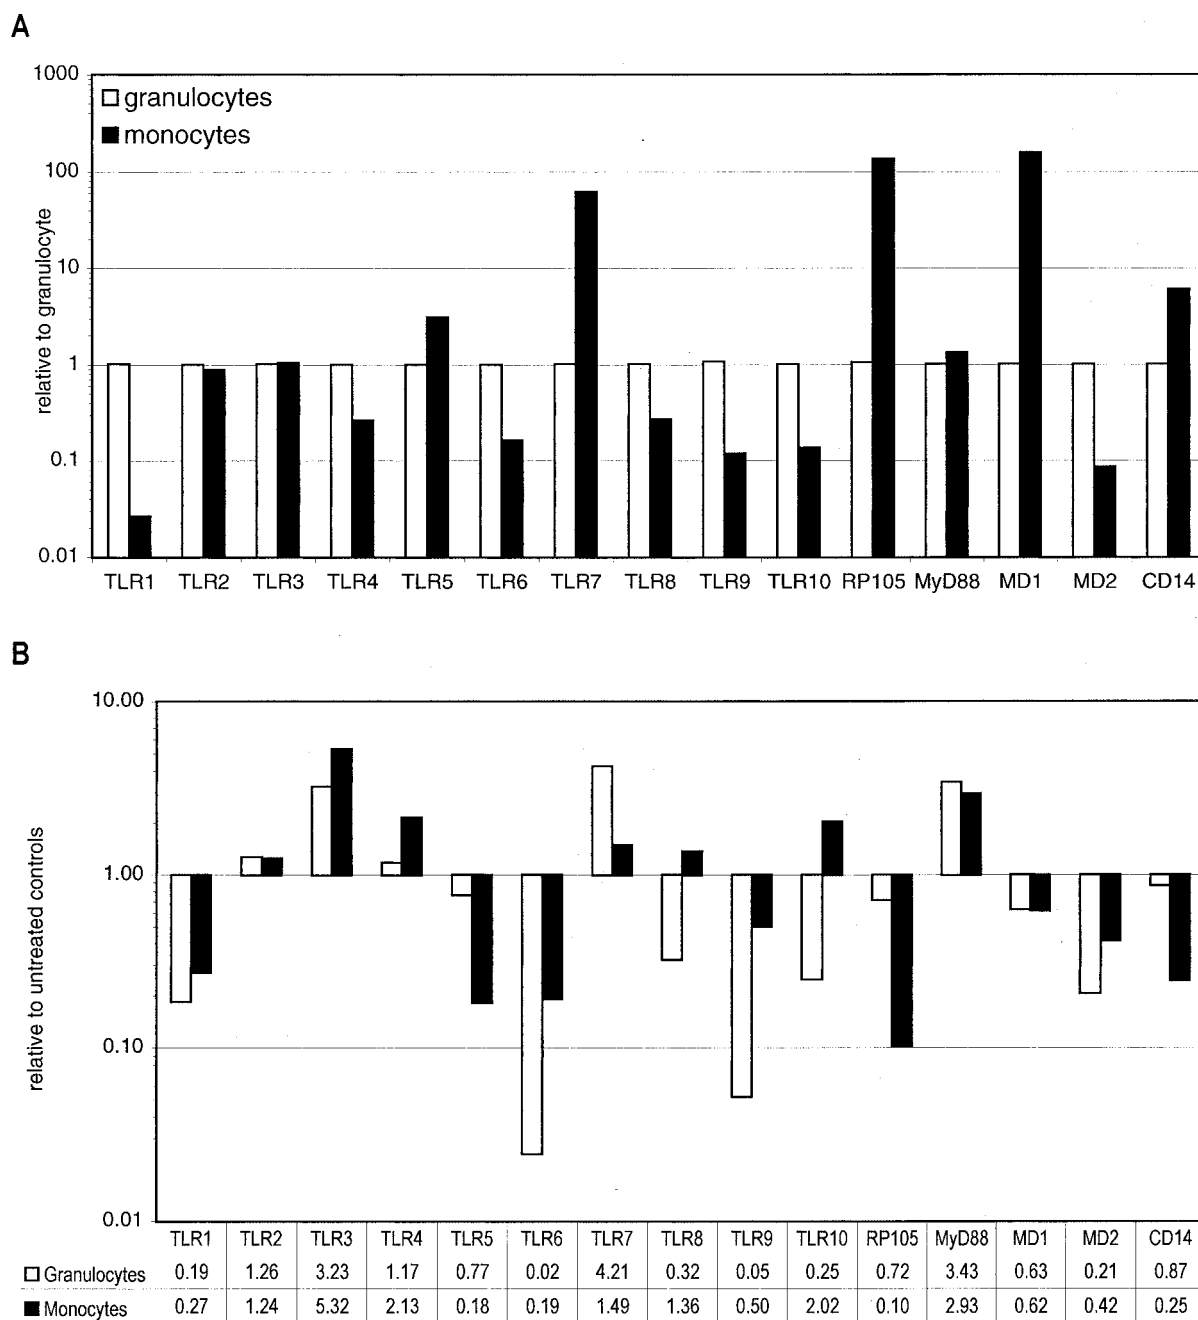 A
1000
100
10
1
0.1
0.01
relative to granulocyte
granulocytes
monocytes
TLR1 TLR2 TLR3 TLR4 TLR5 TLR6 TLR7 TLR8 TLR9 TLR10 RP105 MyD88 MD1 MD2 CD14
B
10.00
1.00
0.10
0.01
relative to untreated controls
TLR1 TLR2 TLR3 TLR4 TLR5 TLR6 TLR7 TLR8 TLR9 TLR10 RP105 MyD88 MD1 MD2 CD14
Granulocytes 0.19 1.26 3.23 1.17 0.77 0.02 4.21 0.32 0.05 0.25 0.72 3.43 0.63 0.21 0.87
Monocytes 0.27 1.24 5.32 2.13 0.18 0.19 1.49 1.36 0.50 2.02 0.10 2.93 0.62 0.42 0.25